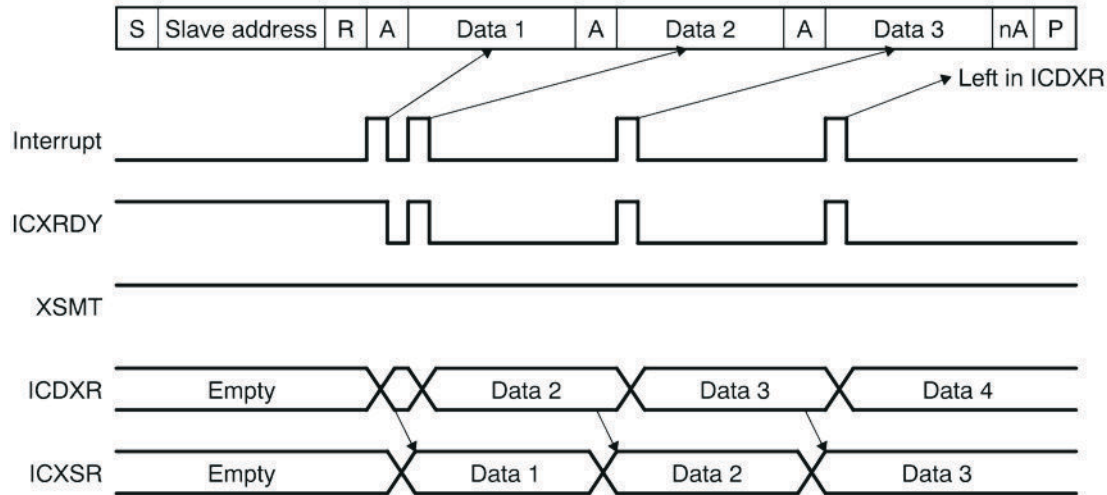 S Slave address R A Data 1 A Data 2 A Data 3 nA P
Left in ICDXR
Interrupt
ICXRDY
XSMT
ICDXR Empty Data 2 Data 3 Data 4
ICXSR Empty Data 1 Data 2 Data 3